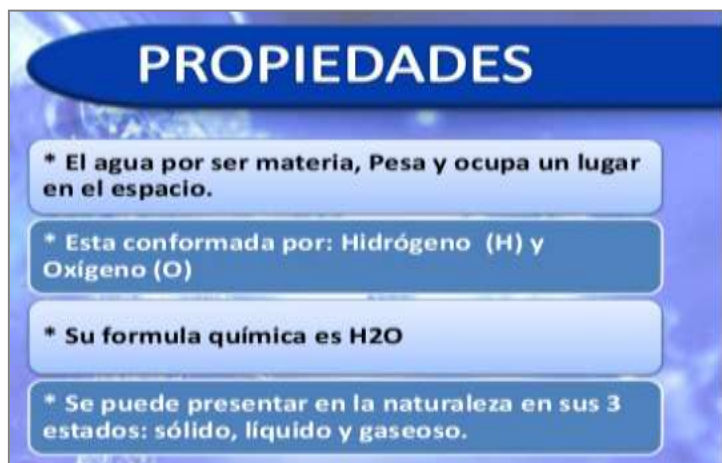 PROPIEDADES
* El agua por ser materia, Pesa y ocupa un lugar
en el espacio.
* Esta conformada por: Hidrógeno (H) y
Oxígeno (O)
* Su formula química es H2O
* Se puede presentar en la naturaleza en sus 3
estados: sólido, líquido y gaseoso.